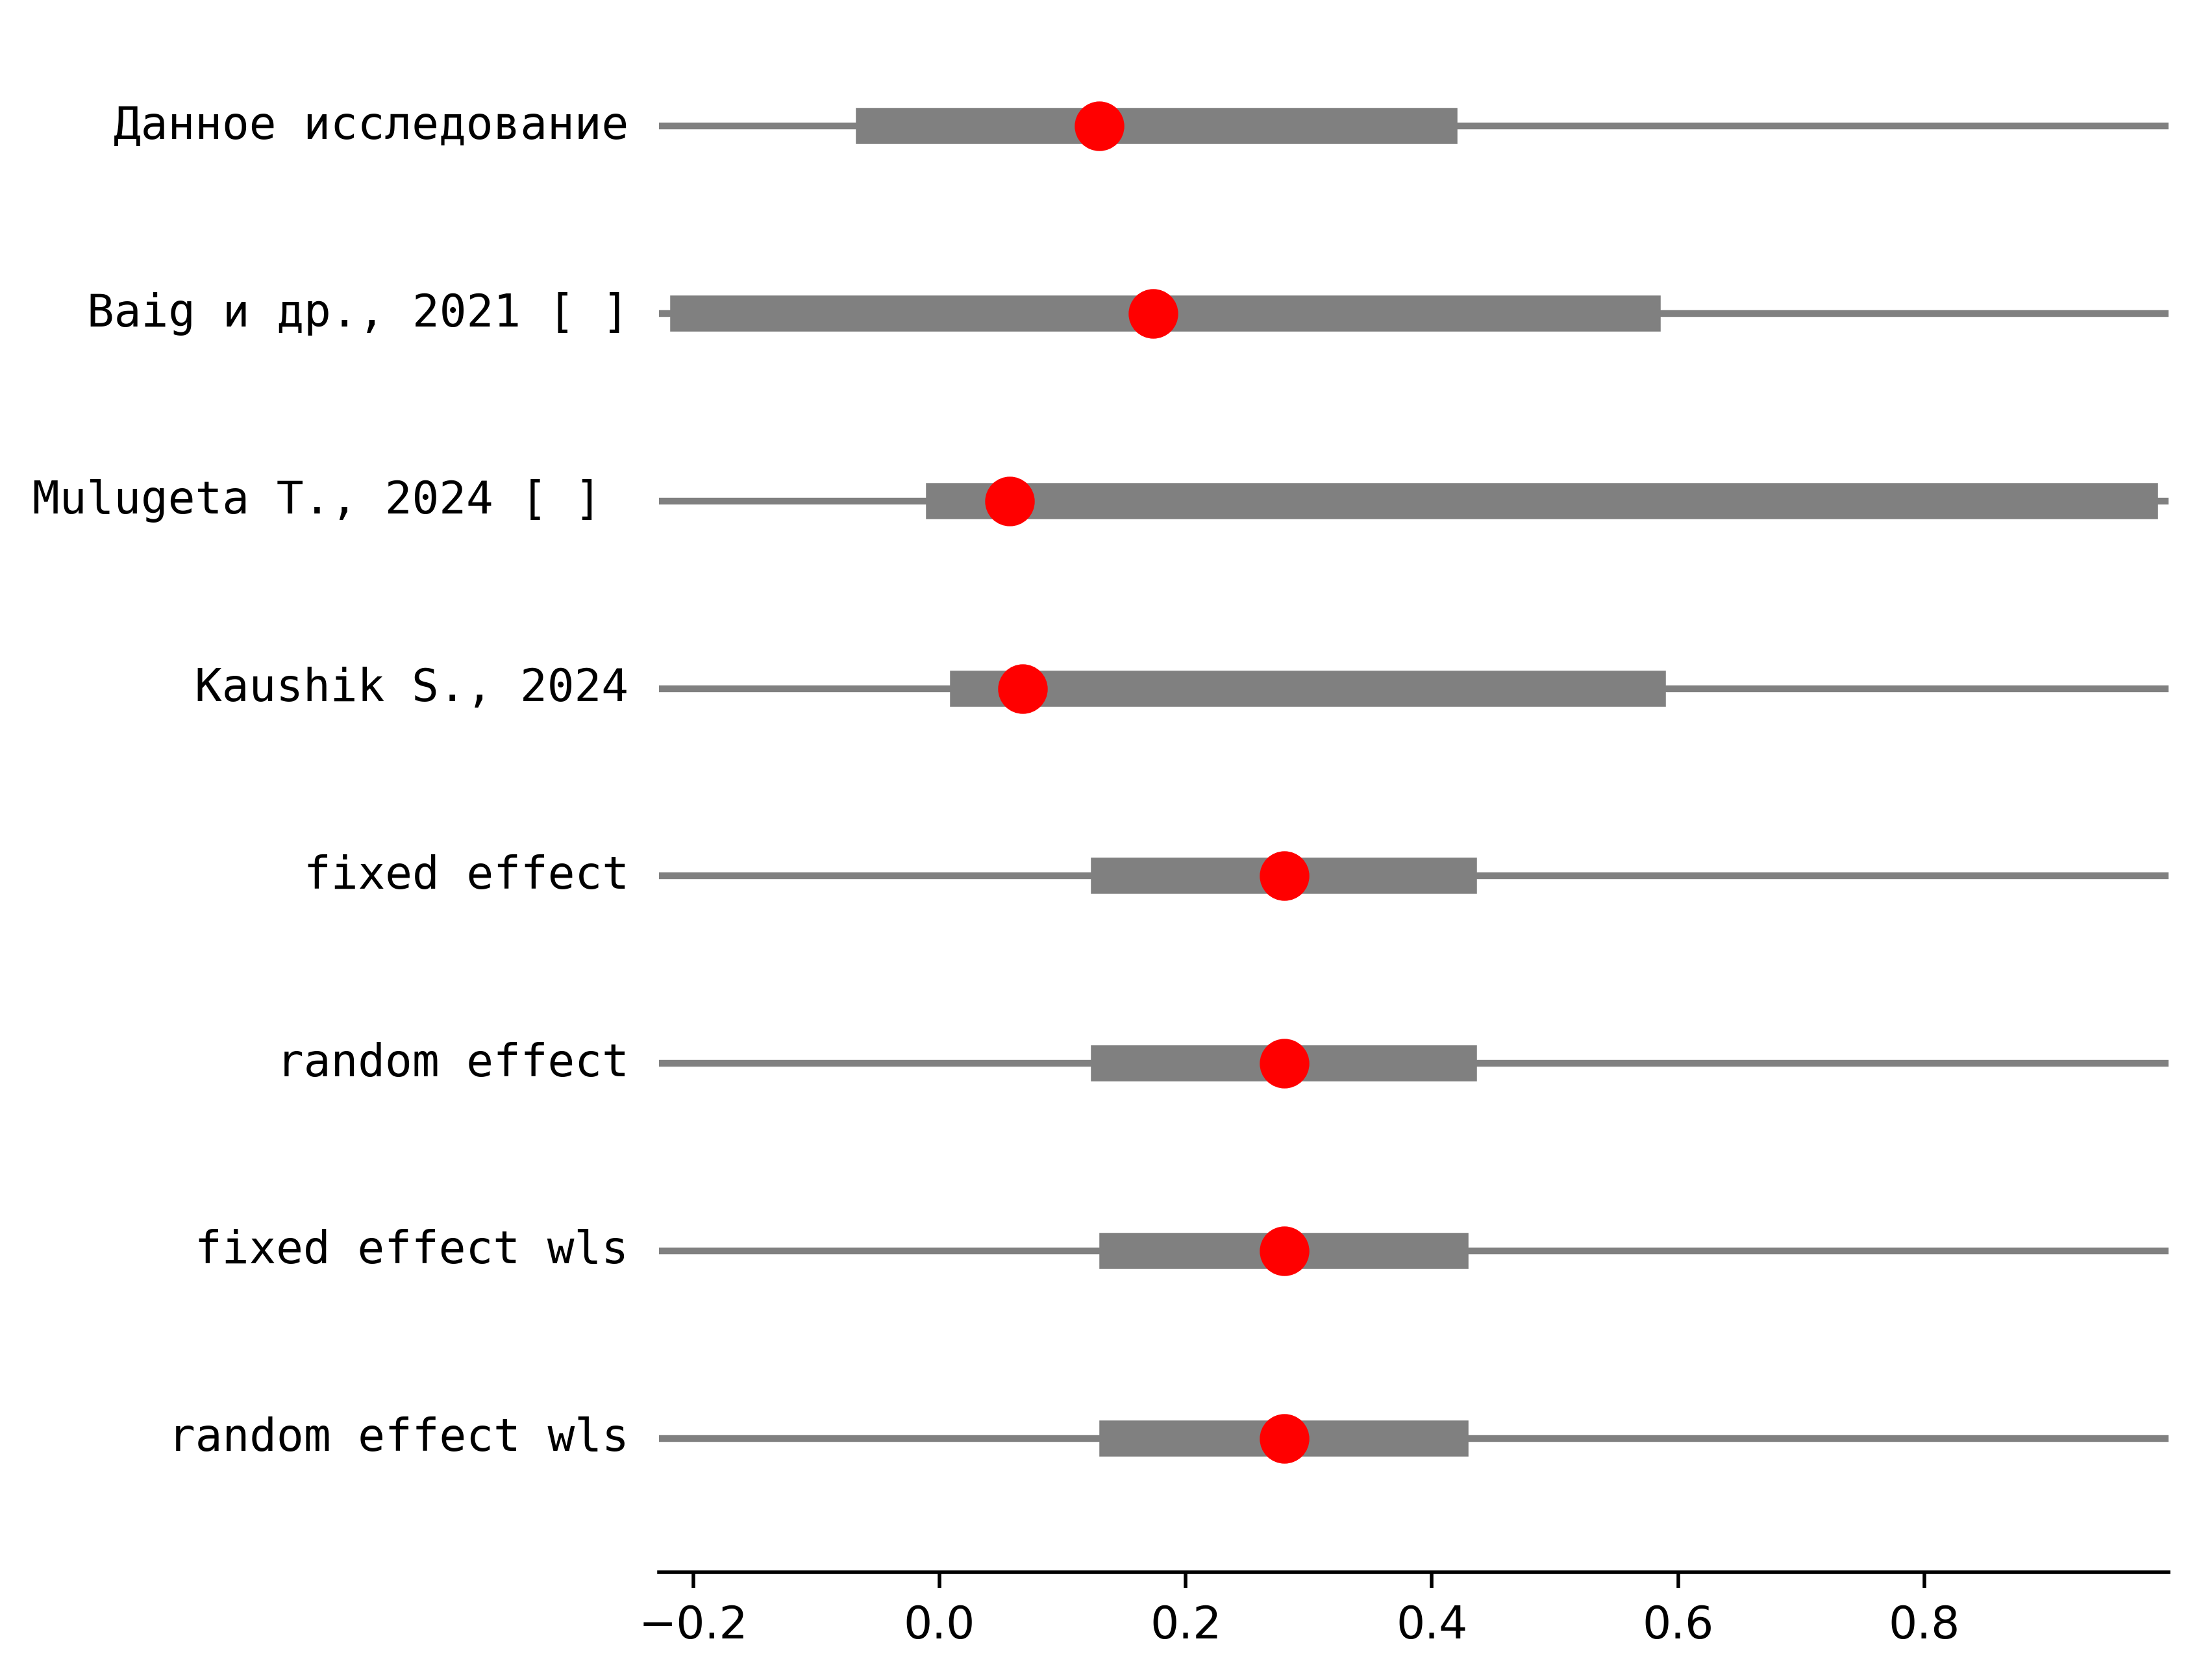 Данное исследование
Baig и др., 2021 [ ]
Mulugeta T., 2024 [ ]
Kaushik S., 2024
fixed effect
random effect
fixed effect wls
random effect wls
−0.2 0.0 0.2 0.4 0.6 0.8